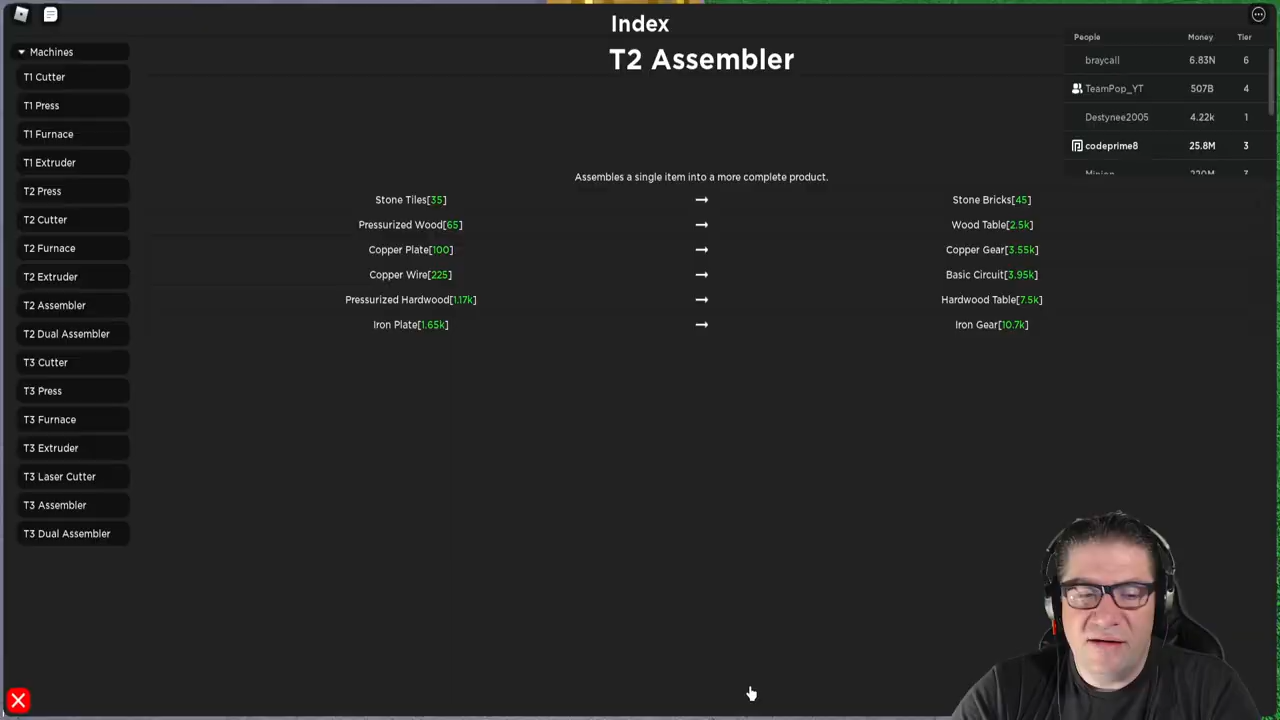 Index
T2 Assembler
Machines
T1 Cutter
T1 Press
T1 Furnace
T1 Extruder
T2 Press
T2 Cutter
T2 Furnace
T2 Extruder
T2 Assembler
T2 Dual Assembler
T3 Cutter
T3 Press
T3 Furnace
T3 Extruder
T3 Laser Cutter
T3 Assembler
T3 Dual Assembler
Assembles a single item into a more complete product.
Stone Tiles[35] → Stone Bricks[45]
Pressurized Wood[65] → Wood Table[2.5k]
Copper Plate[100] → Copper Gear[3.55k]
Copper Wire[225] → Basic Circuit[3.95k]
Pressurized Hardwood[1.17k] → Hardwood Table[7.5k]
Iron Plate[1.65k] → Iron Gear[10.7k]
People Money Tier
braycall 6.83N 6
TeamPop_YT 507B 4
Destynee2005 4.22k 1
codeprime8 25.8M 3